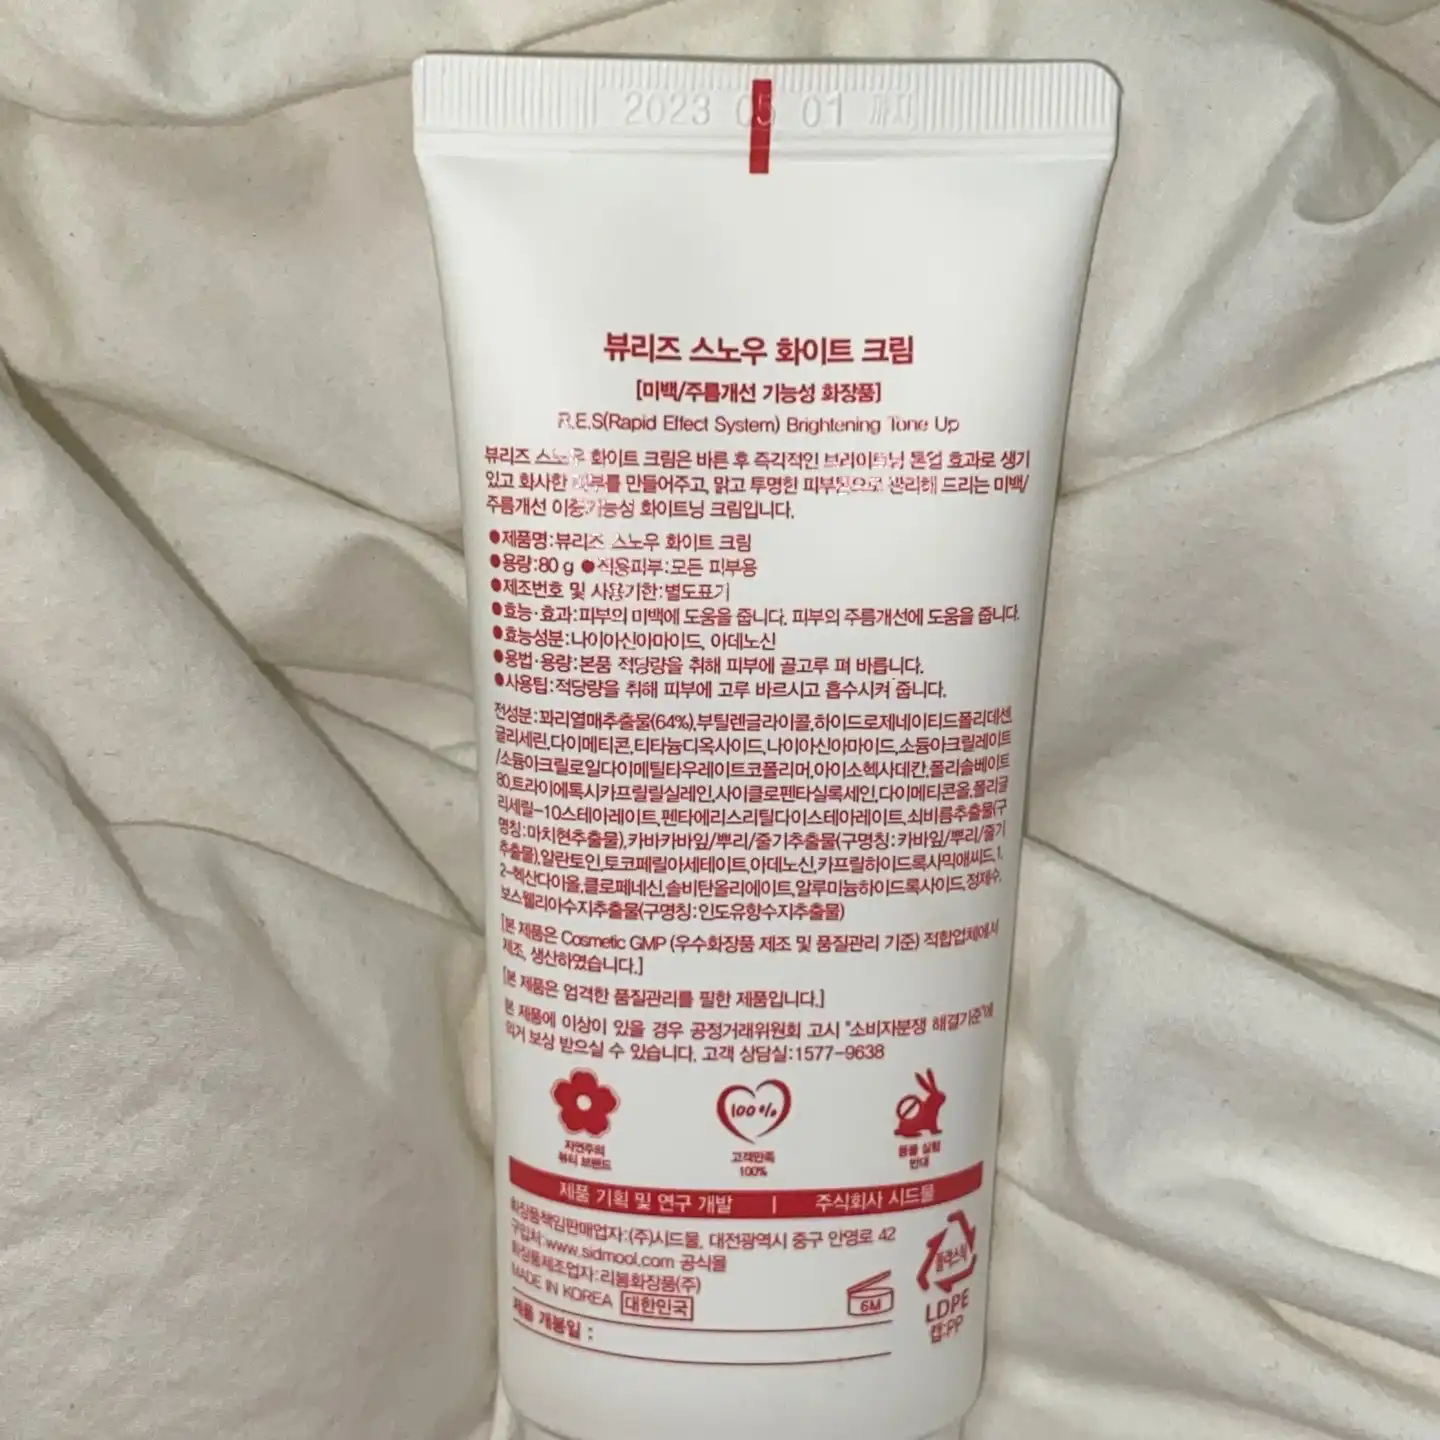 2023 05 01 까지
뷰리즈 스노우 화이트 크림
[미백/주름개선 기능성 화장품]
R.E.S(Rapid Effect System) Brightening Tone Up
뷰리즈 스노우 화이트 크림은 바른 후 즉각적인 브라이트닝 톤업 효과로 생기
있고 화사한 피부를 만들어주고, 맑고 투명한 피부톤으로 관리해 드리는 미백/
주름개선 이중기능성 화이트닝 크림입니다.
●제품명:뷰리즈 스노우 화이트 크림
●용량:80 g ●적용피부:모든 피부용
●제조번호 및 사용기한:별도표기
●효능·효과:피부의 미백에 도움을 줍니다. 피부의 주름개선에 도움을 줍니다.
●효능성분:나이아신아마이드, 아데노신
●용법·용량:본품 적당량을 취해 피부에 골고루 펴 바릅니다.
●사용팁:적당량을 취해 피부에 고루 바르시고 흡수시켜 줍니다.
전성분:꽈리열매추출물(64%),부틸렌글라이콜,하이드로제네이티드폴리데센,
글리세린,다이메티콘,티타늄디옥사이드,나이아신아마이드,소듐아크릴레이트
/소듐아크릴로일다이메틸타우레이트코폴리머,아이소헥사데칸,폴리솔베이트
80,트라이에톡시카프릴릴실레인,사이클로펜타실록세인,다이메티콘올,폴리글
리세릴-10스테아레이트,펜타에리스리틸다이스테아레이트,쇠비름추출물(구
명칭:마치현추출물),카바카바잎/뿌리/줄기추출물(구명칭:카바잎/뿌리/줄기
추출물),알란토인,토코페릴아세테이트,아데노신,카프릴하이드록사믹애씨드,1,
2-헥산다이올,클로페네신,솔비탄올리에이트,알루미늄하이드록사이드,정제수,
보스웰리아수지추출물(구명칭:인도유향수지추출물)
[본 제품은 Cosmetic GMP (우수화장품 제조 및 품질관리 기준) 적합업체에서
제조, 생산하였습니다.]
[본 제품은 엄격한 품질관리를 필한 제품입니다.]
본 제품에 이상이 있을 경우 공정거래위원회 고시 "소비자분쟁 해결기준"에
의거 보상 받으실 수 있습니다. 고객 상담실:1577-9638
100%
자연주의
뷰티 브랜드
고객만족
100%
동물 실험
반대
제품 기획 및 연구 개발 | 주식회사 시드물
화장품책임판매업자:(주)시드물, 대전광역시 중구 안영로 42
구입처:www.sidmool.com 공식몰
화장품제조업자:리봄화장품(주)
MADE IN KOREA 대한민국
6M
플라스틱
LDPE
캡:PP
제품 개봉일 :